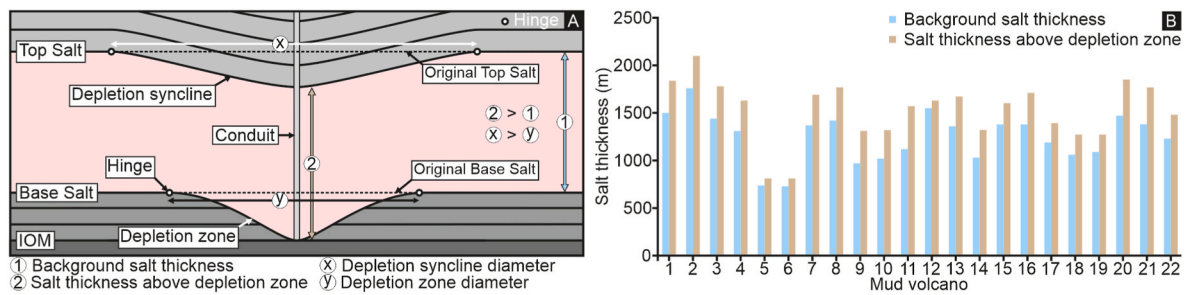 Hinge
A
Top Salt
x
Original Top Salt
Depletion syncline
2 > 1
x > y
1
Conduit
2
Hinge
Original Base Salt
Base Salt
y
Depletion zone
IOM
1 Background salt thickness
x Depletion syncline diameter
2 Salt thickness above depletion zone
y Depletion zone diameter
B
Background salt thickness
Salt thickness above depletion zone
Salt thickness (m)
2500
2000
1500
1000
500
0
1 2 3 4 5 6 7 8 9 10 11 12 13 14 15 16 17 18 19 20 21 22
Mud volcano